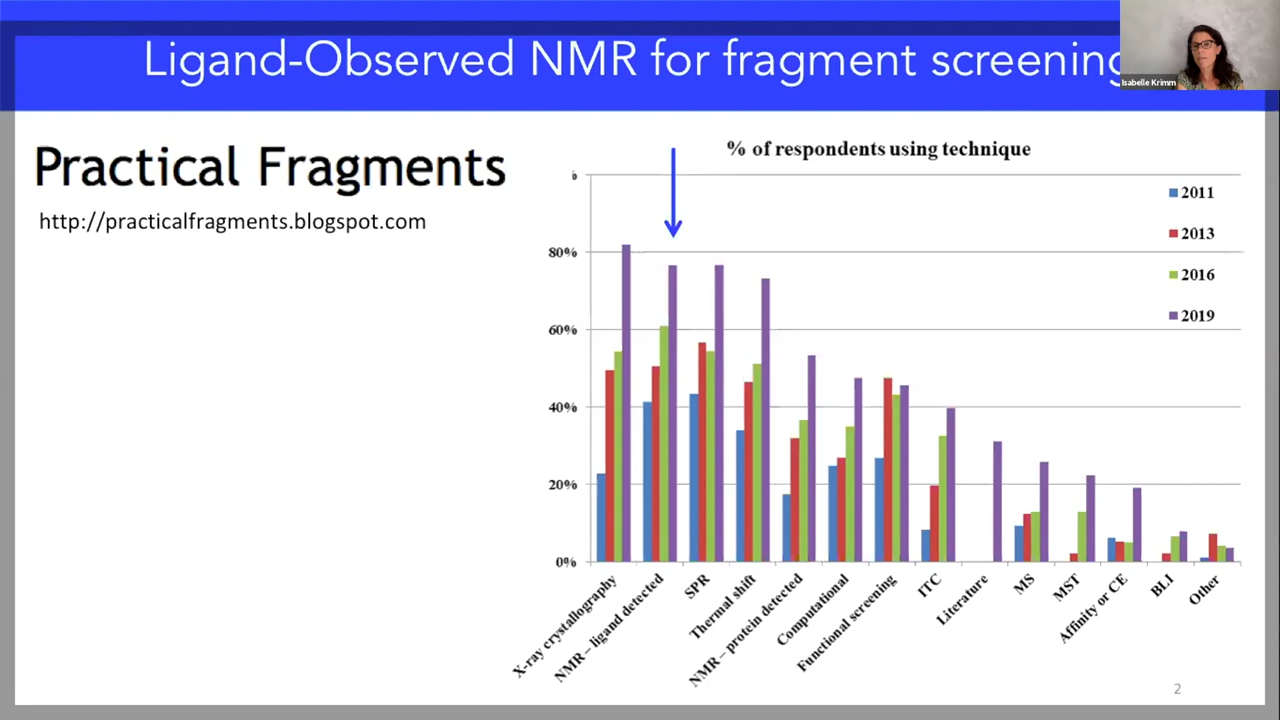 Ligand-Observed NMR for fragment screening
Isabelle Krimm
Practical Fragments
http://practicalfragments.blogspot.com
% of respondents using technique
%
80%
60%
40%
20%
0%
2011
2013
2016
2019
X-ray crystallography
NMR – ligand detected
SPR
Thermal shift
NMR – protein detected
Computational
Functional screening
ITC
Literature
MS
MST
Affinity or CE
BLI
Other
2